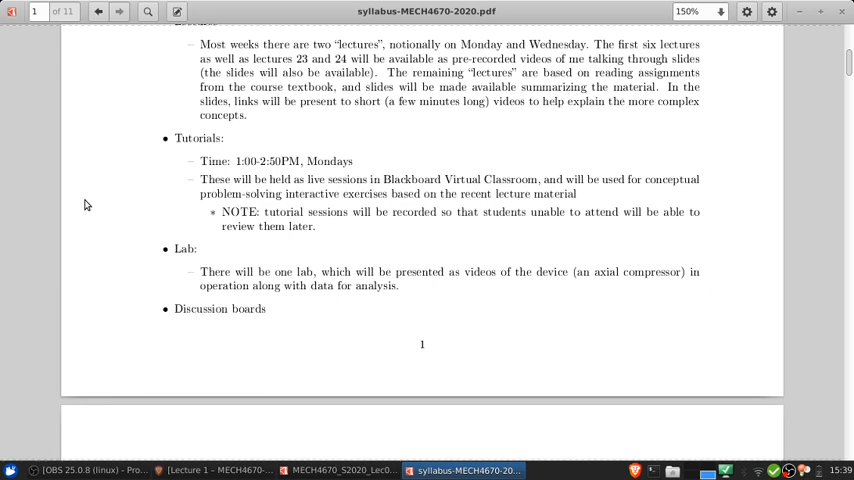 syllabus-MECH4670-2020.pdf
1 of 11
150%
– Most weeks there are two “lectures”, notionally on Monday and Wednesday. The first six lectures
as well as lectures 23 and 24 will be available as pre-recorded videos of me talking through slides
(the slides will also be available). The remaining “lectures” are based on reading assignments
from the course textbook, and slides will be made available summarizing the material. In the
slides, links will be present to short (a few minutes long) videos to help explain the more complex
concepts.
• Tutorials:
– Time: 1:00-2:50PM, Mondays
– These will be held as live sessions in Blackboard Virtual Classroom, and will be used for conceptual
problem-solving interactive exercises based on the recent lecture material
∗ NOTE: tutorial sessions will be recorded so that students unable to attend will be able to
review them later.
• Lab:
– There will be one lab, which will be presented as videos of the device (an axial compressor) in
operation along with data for analysis.
• Discussion boards
1
[OBS 25.0.8 (linux) - Pro...
[Lecture 1 – MECH4670-...
MECH4670_S2020_Lec0...
syllabus-MECH4670-20...
15:39